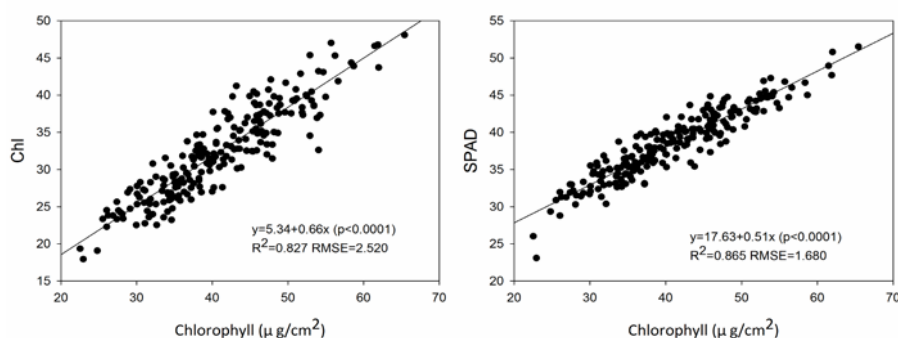 50
45
40
35
30
25
20
15
Chl
y=5.34+0.66x (p<0.0001)
R²=0.827 RMSE=2.520
20 30 40 50 60 70
Chlorophyll (μ g/cm²)
55
50
45
40
35
30
25
20
SPAD
y=17.63+0.51x (p<0.0001)
R²=0.865 RMSE=1.680
20 30 40 50 60 70
Chlorophyll (μ g/cm²)